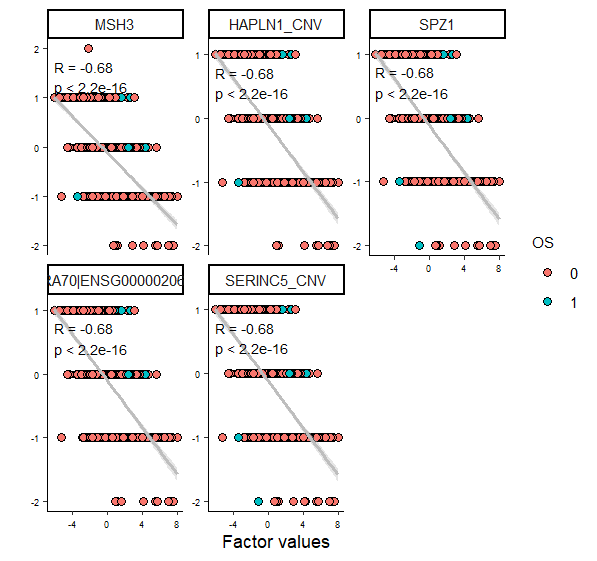 MSH3
HAPLN1_CNV
SPZ1
2
1
0
-1
-2
R = -0.68
p < 2.2e-16
1
0
-1
-2
R = -0.68
p < 2.2e-16
1
0
-1
-2
R = -0.68
p < 2.2e-16
-4
0
4
8
OS
0
1
RA70|ENSG00000206
SERINC5_CNV
1
0
-1
-2
R = -0.68
p < 2.2e-16
-4
0
4
8
1
0
-1
-2
R = -0.68
p < 2.2e-16
-4
0
4
8
Factor values